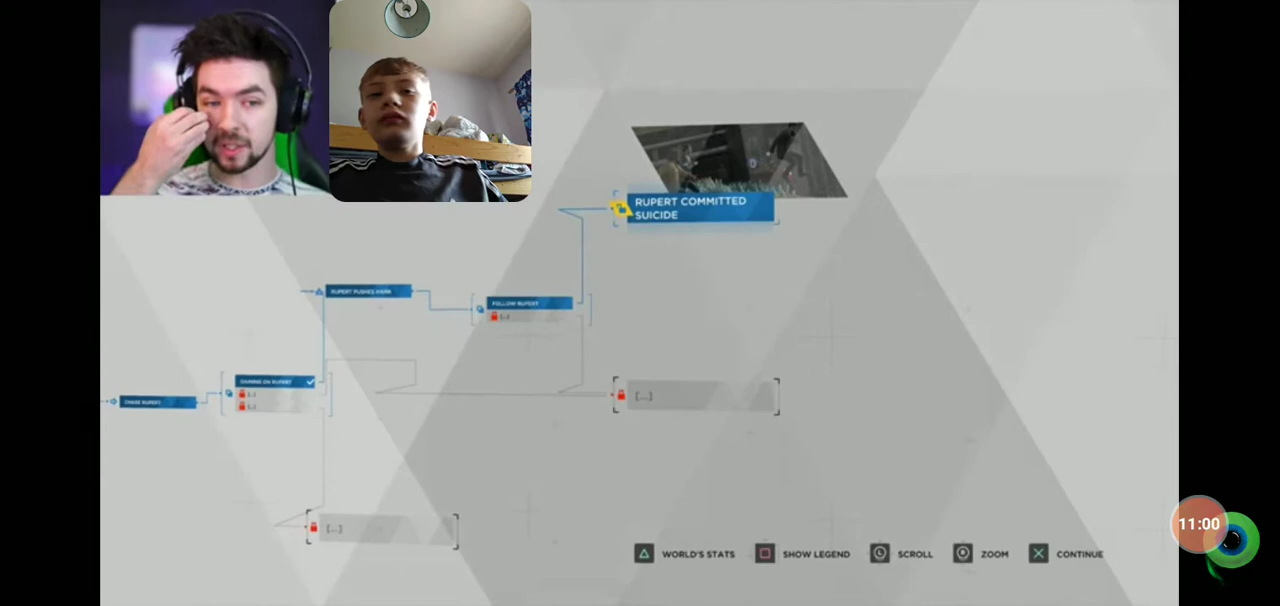 RUPERT COMMITTED
SUICIDE
RUPERT PUSHES HANK
FOLLOW RUPERT
[...]
GAINING ON RUPERT
[...]
[...]
CHASE RUPERT
[...]
[...]
WORLD'S STATS
SHOW LEGEND
SCROLL
ZOOM
CONTINUE
11:00